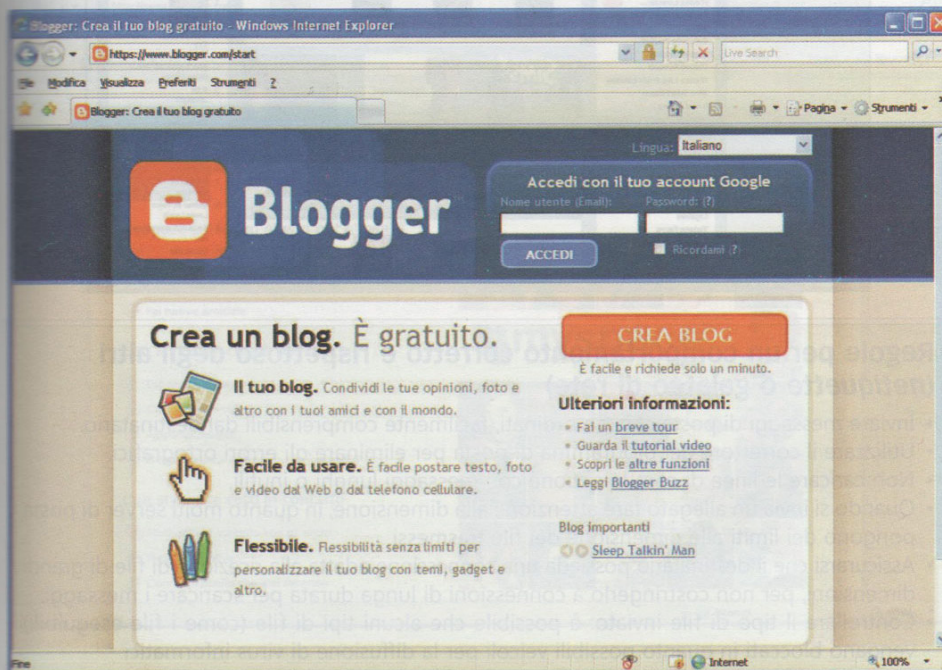 Blogger: Crea il tuo blog gratuito - Windows Internet Explorer
https://www.blogger.com/start
Live Search
File Modifica Visualizza Preferiti Strumenti ?
Blogger: Crea il tuo blog gratuito
Pagina Strumenti
Lingua: Italiano
Blogger
Accedi con il tuo account Google
Nome utente (Email): Password: (?)
ACCEDI
Ricordami (?)
Crea un blog. È gratuito.
Il tuo blog. Condividi le tue opinioni, foto e
altro con i tuoi amici e con il mondo.
Facile da usare. È facile postare testo, foto
e video dal Web o dal telefono cellulare.
Flessibile. Flessibilità senza limiti per
personalizzare il tuo blog con temi, gadget e
altro.
CREA BLOG
È facile e richiede solo un minuto.
Ulteriori informazioni:
Fai un breve tour
Guarda il tutorial video
Scopri le altre funzioni
Leggi Blogger Buzz
Blog importanti
Sleep Talkin' Man
Fine
Internet
100%